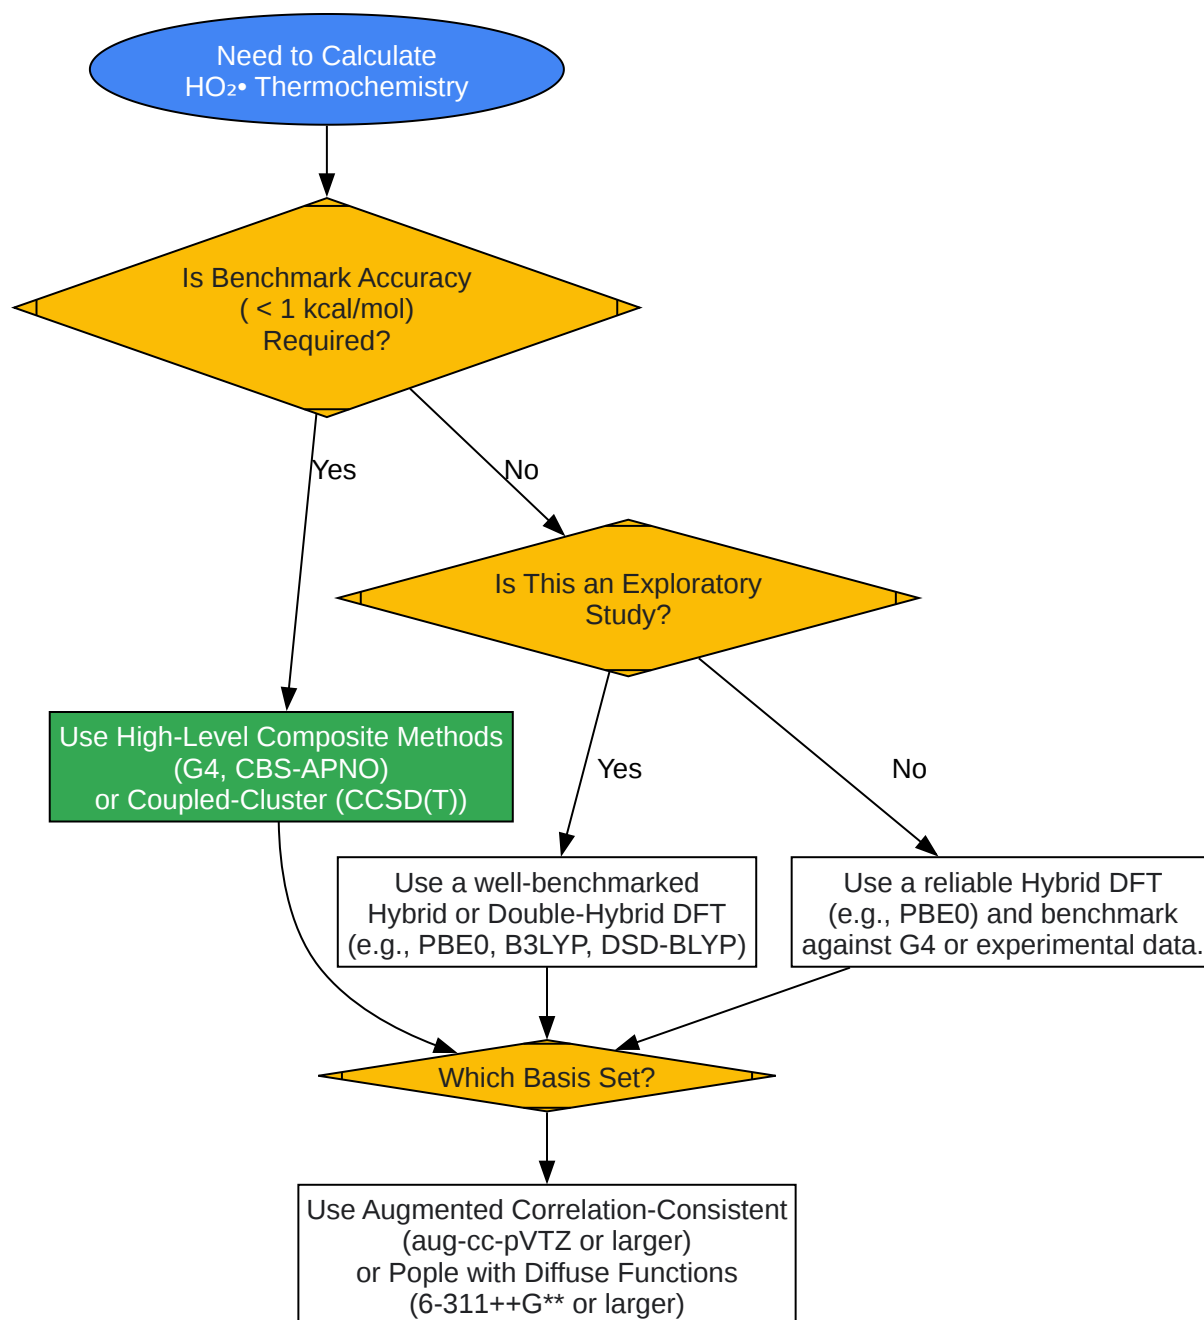 Need to Calculate
HO₂• Thermochemistry
Is Benchmark Accuracy
( < 1 kcal/mol)
Required?
Yes
No
Is This an Exploratory
Study?
Use High-Level Composite Methods
(G4, CBS-APNO)
or Coupled-Cluster (CCSD(T))
Yes
No
Use a well-benchmarked
Hybrid or Double-Hybrid DFT
(e.g., PBE0, B3LYP, DSD-BLYP)
Use a reliable Hybrid DFT
(e.g., PBE0) and benchmark
against G4 or experimental data.
Which Basis Set?
Use Augmented Correlation-Consistent
(aug-cc-pVTZ or larger)
or Pople with Diffuse Functions
(6-311++G** or larger)